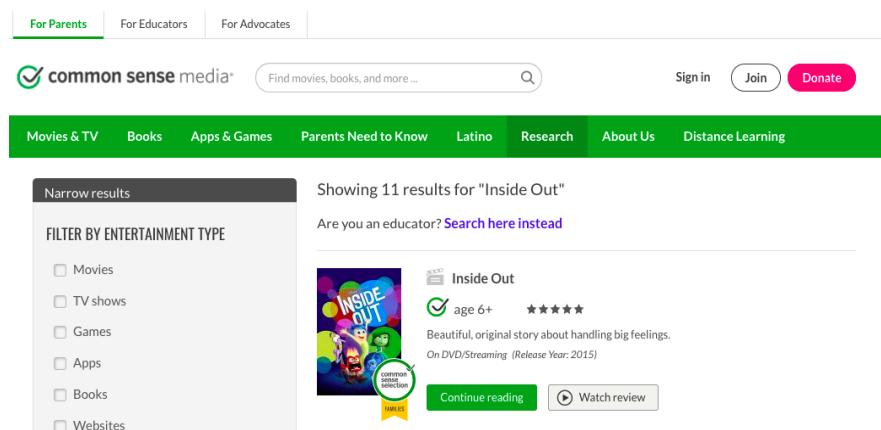 For Parents
For Educators
For Advocates
common sense media
Find movies, books, and more ...
Sign in
Join
Donate
Movies & TV
Books
Apps & Games
Parents Need to Know
Latino
Research
About Us
Distance Learning
Narrow results
FILTER BY ENTERTAINMENT TYPE
Movies
TV shows
Games
Apps
Books
Websites
Showing 11 results for "Inside Out"
Are you an educator? Search here instead
INSIDE
OUT
common
sense
selection
FAMILIES
Inside Out
age 6+
Beautiful, original story about handling big feelings.
On DVD/Streaming (Release Year: 2015)
Continue reading
Watch review